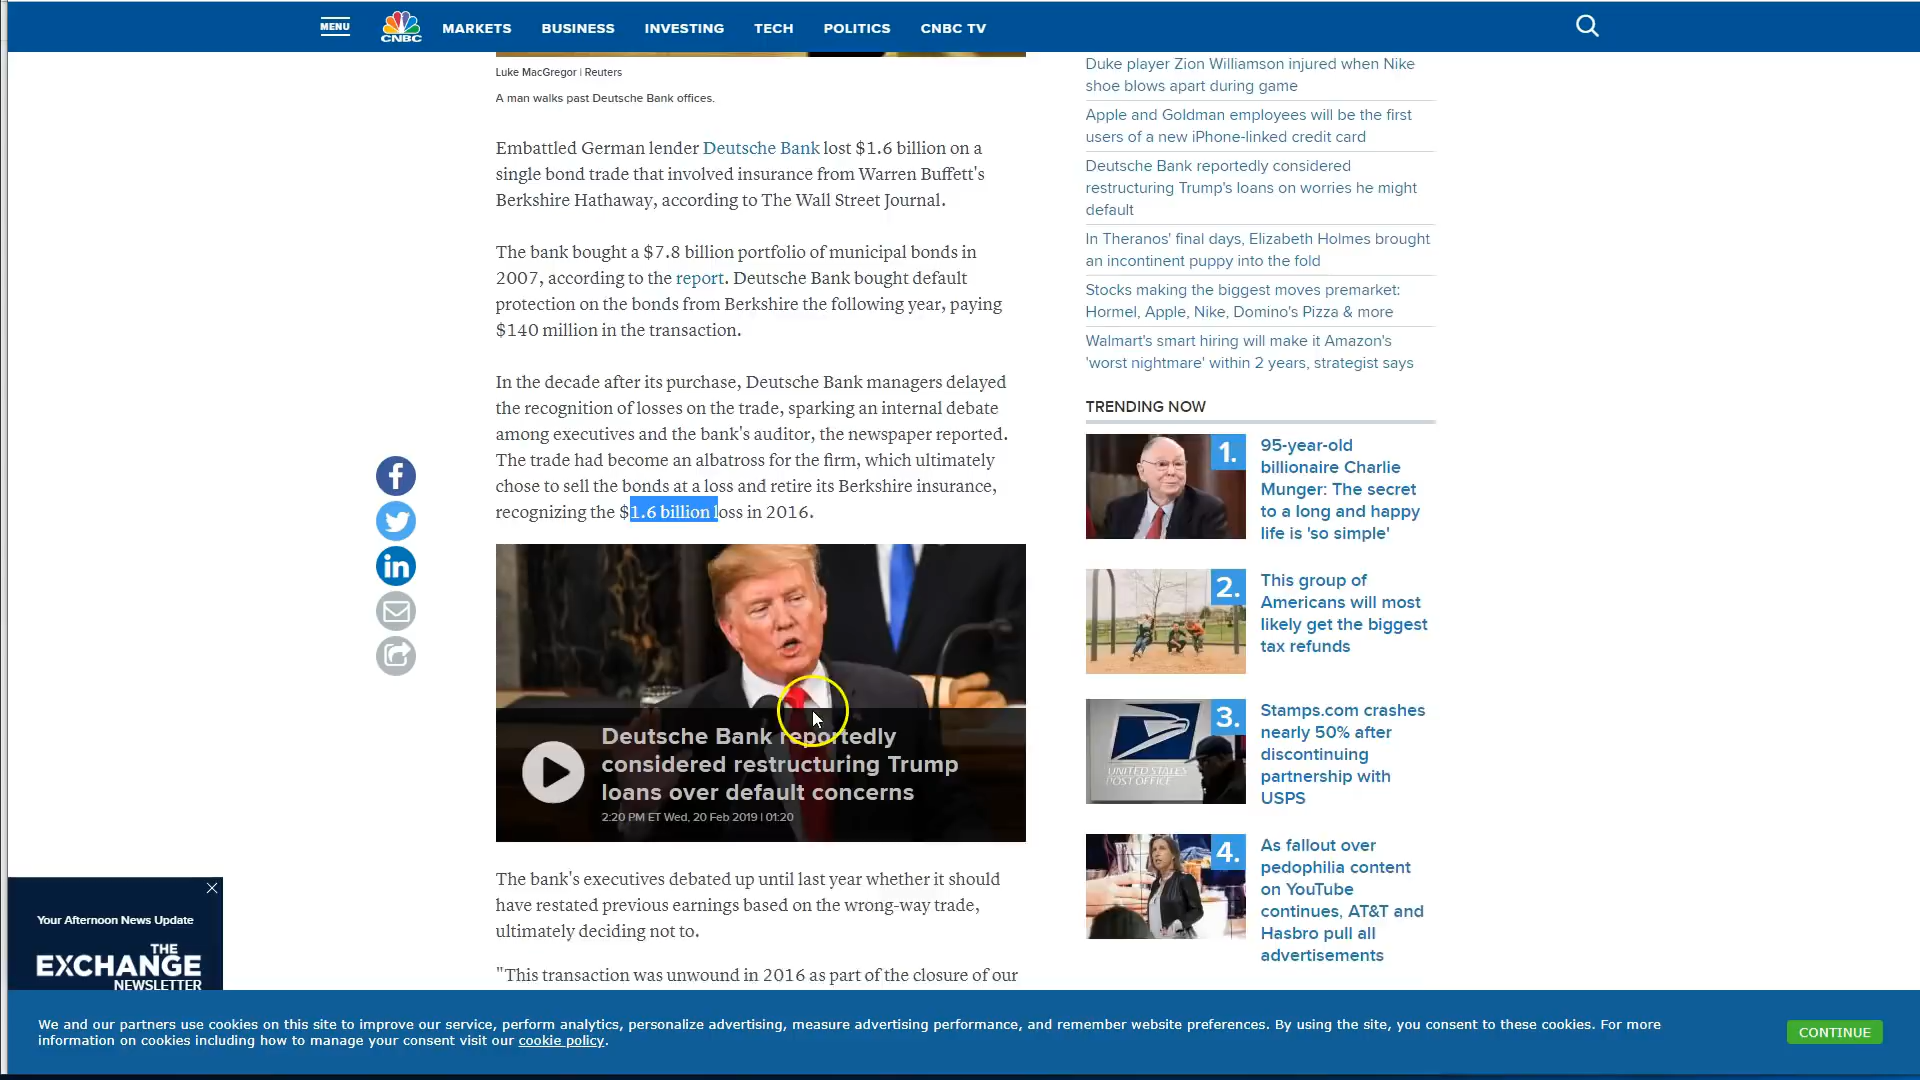 MENU
CNBC
MARKETS
BUSINESS
INVESTING
TECH
POLITICS
CNBC TV
Luke MacGregor | Reuters
A man walks past Deutsche Bank offices.
Embattled German lender Deutsche Bank lost $1.6 billion on a
single bond trade that involved insurance from Warren Buffett's
Berkshire Hathaway, according to The Wall Street Journal.
The bank bought a $7.8 billion portfolio of municipal bonds in
2007, according to the report. Deutsche Bank bought default
protection on the bonds from Berkshire the following year, paying
$140 million in the transaction.
In the decade after its purchase, Deutsche Bank managers delayed
the recognition of losses on the trade, sparking an internal debate
among executives and the bank's auditor, the newspaper reported.
The trade had become an albatross for the firm, which ultimately
chose to sell the bonds at a loss and retire its Berkshire insurance,
recognizing the $1.6 billion loss in 2016.
Deutsche Bank reportedly
considered restructuring Trump
loans over default concerns
2:20 PM ET Wed, 20 Feb 2019 | 01:20
The bank's executives debated up until last year whether it should
have restated previous earnings based on the wrong-way trade,
ultimately deciding not to.
"This transaction was unwound in 2016 as part of the closure of our
Duke player Zion Williamson injured when Nike
shoe blows apart during game
Apple and Goldman employees will be the first
users of a new iPhone-linked credit card
Deutsche Bank reportedly considered
restructuring Trump's loans on worries he might
default
In Theranos' final days, Elizabeth Holmes brought
an incontinent puppy into the fold
Stocks making the biggest moves premarket:
Hormel, Apple, Nike, Domino's Pizza & more
Walmart's smart hiring will make it Amazon's
'worst nightmare' within 2 years, strategist says
TRENDING NOW
1.
95-year-old
billionaire Charlie
Munger: The secret
to a long and happy
life is 'so simple'
2.
This group of
Americans will most
likely get the biggest
tax refunds
3.
UNITED STATES
POST OFFICE
Stamps.com crashes
nearly 50% after
discontinuing
partnership with
USPS
4.
As fallout over
pedophilia content
on YouTube
continues, AT&T and
Hasbro pull all
advertisements
Your Afternoon News Update
THE
EXCHANGE
NEWSLETTER
We and our partners use cookies on this site to improve our service, perform analytics, personalize advertising, measure advertising performance, and remember website preferences. By using the site, you consent to these cookies. For more
information on cookies including how to manage your consent visit our cookie policy.
CONTINUE